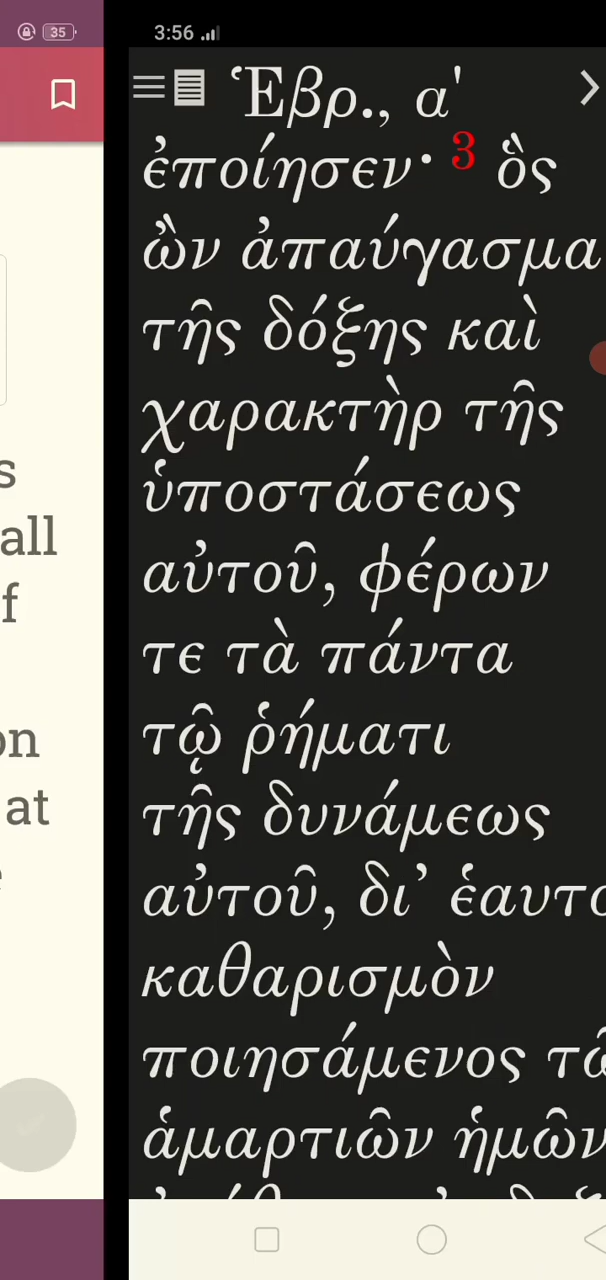 35
s
all
f
on
at
e
3:56
Ἑβρ., α'
ἐποίησεν· 3 ὃς
ὢν ἀπαύγασμα
τῆς δόξης καὶ
χαρακτὴρ τῆς
ὑποστάσεως
αὐτοῦ, φέρων
τε τὰ πάντα
τῷ ῥήματι
τῆς δυνάμεως
αὐτοῦ, δι’ ἑαυτο
καθαρισμὸν
ποιησάμενος τῶ
ἁμαρτιῶν ἡμῶν